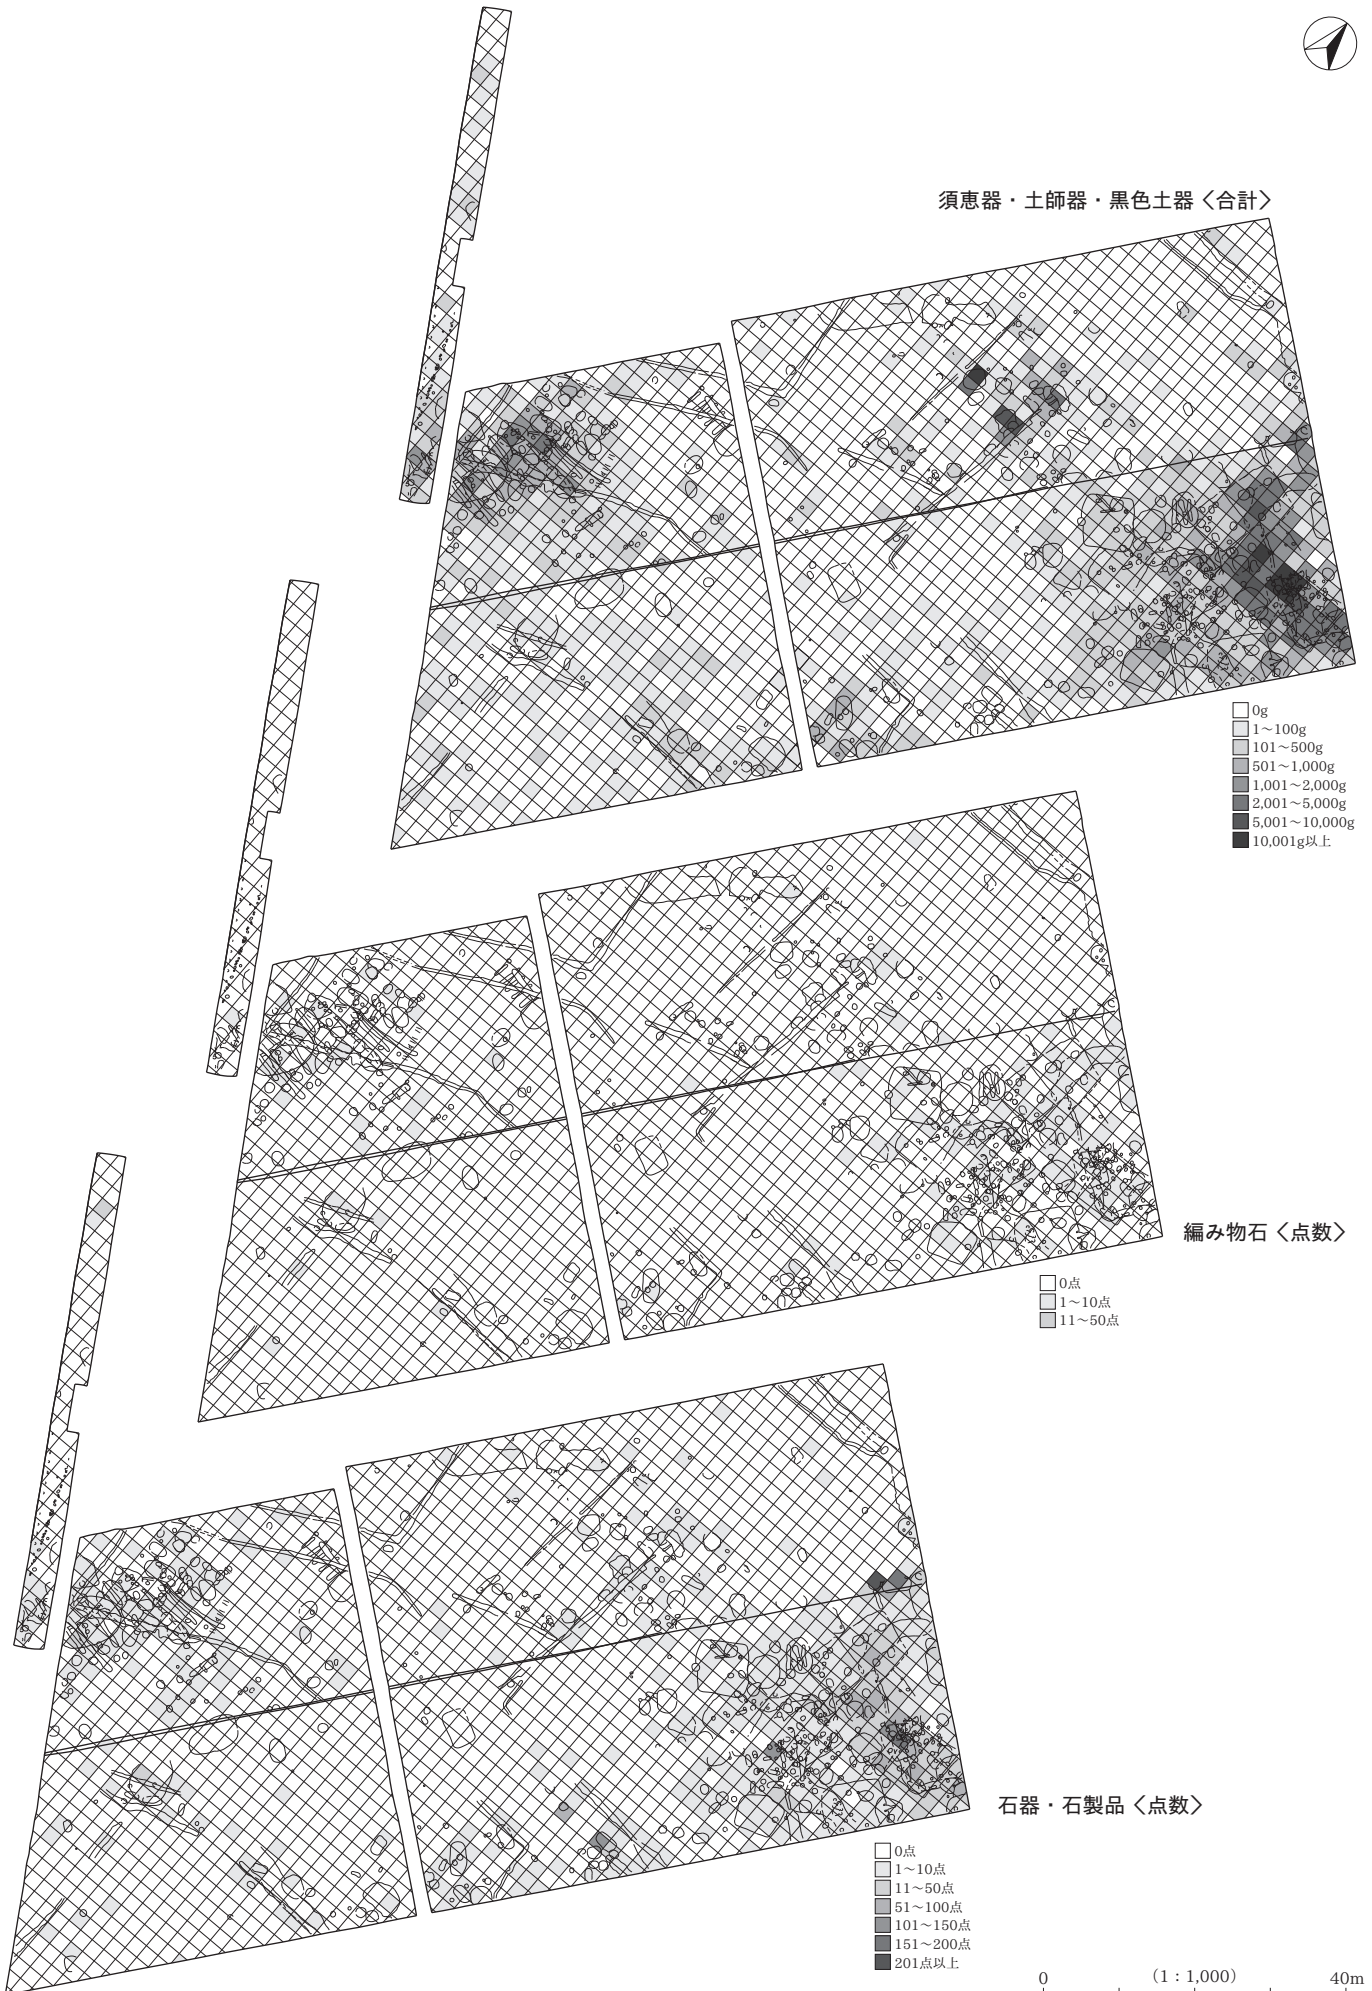 須恵器・土師器・黒色土器〈合計〉
0g
1～100g
101～500g
501～1,000g
1,001～2,000g
2,001～5,000g
5,001～10,000g
10,001g以上
編み物石〈点数〉
0点
1～10点
11～50点
石器・石製品〈点数〉
0点
1～10点
11～50点
51～100点
101～150点
151～200点
201点以上
0 （1：1,000） 40m